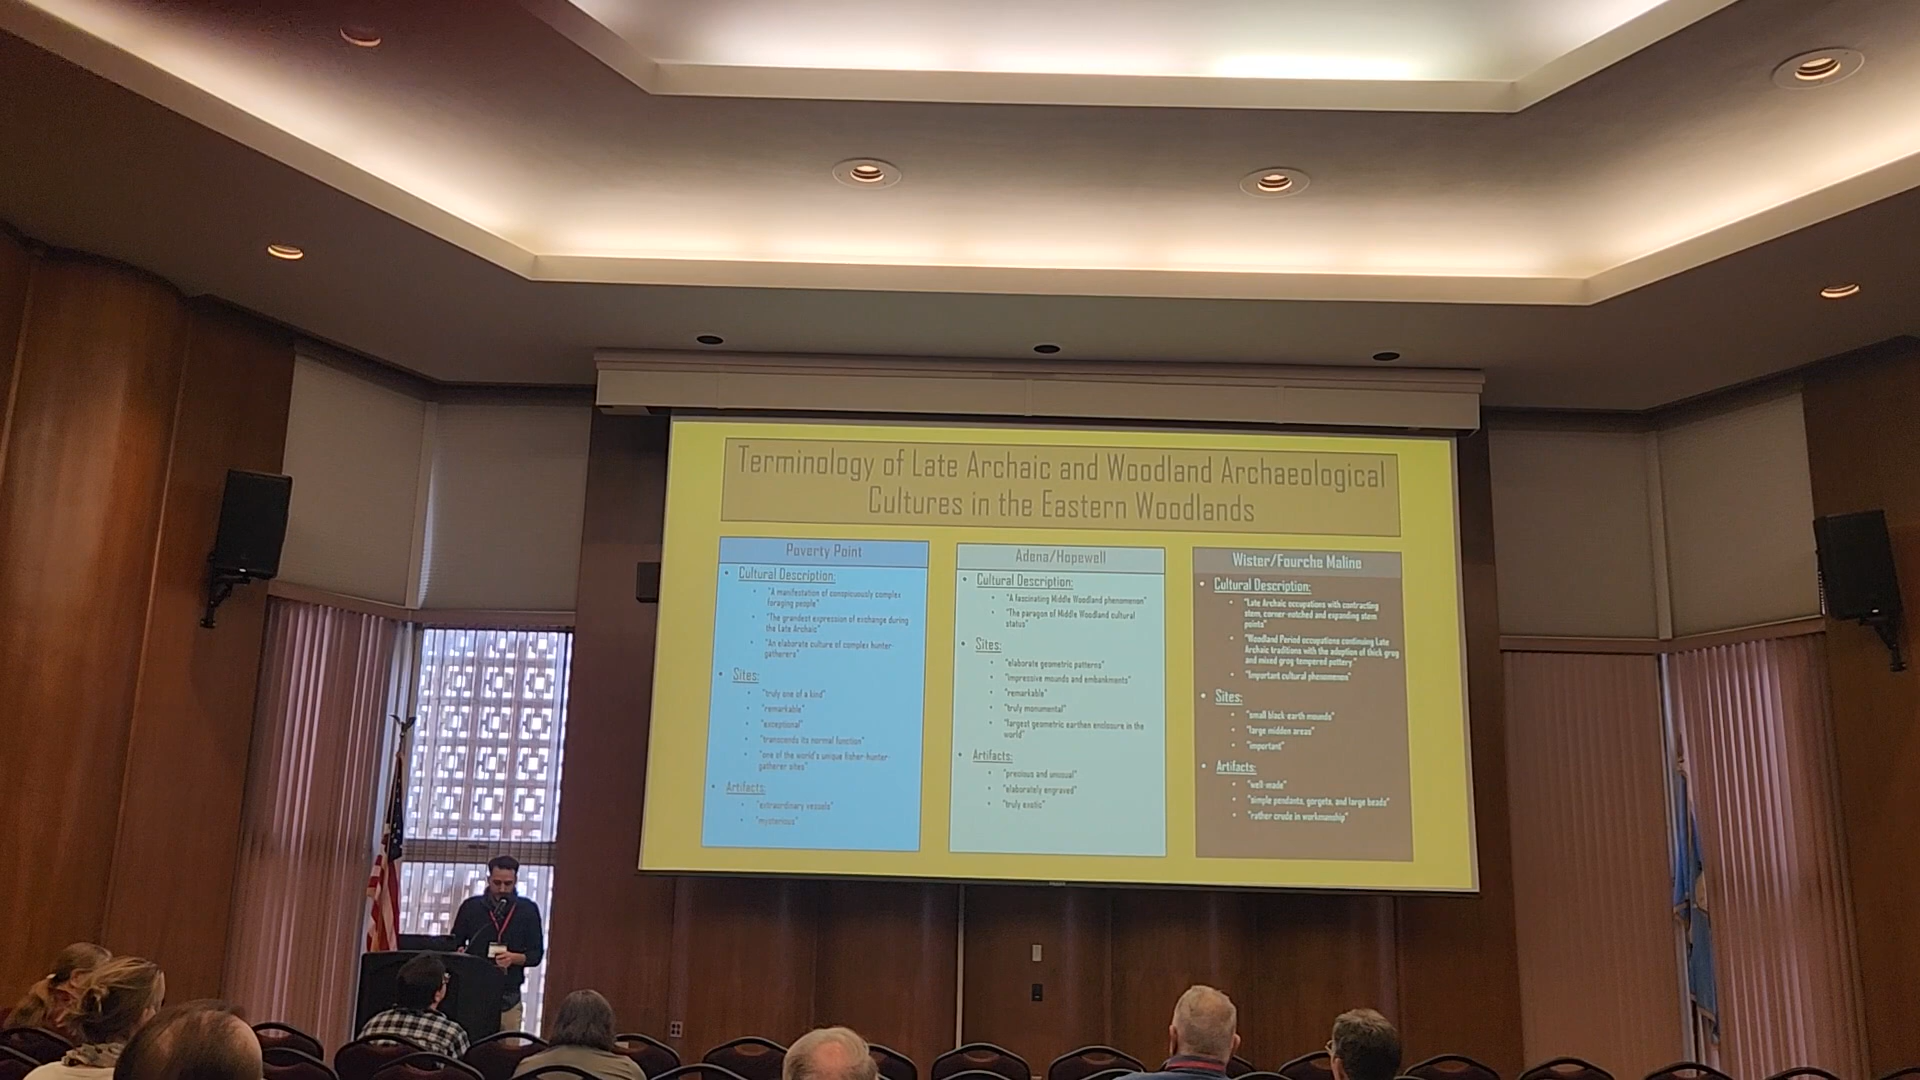 Terminology of Late Archaic and Woodland Archaeological
Cultures in the Eastern Woodlands
Poverty Point
• Cultural Description:
• "A manifestation of conspicuously complex
foraging people"
• "The grandest expression of exchange during
the Late Archaic"
• "An elaborate culture of complex hunter-
gatherers"
• Sites:
• "truly one of a kind"
• "remarkable"
• "exceptional"
• "transcends its normal function"
• "one of the world's unique fisher-hunter-
gatherer sites"
• Artifacts:
• "extraordinary vessels"
• "mysterious"
Adena/Hopewell
• Cultural Description:
• "A fascinating Middle Woodland phenomenon"
• "The paragon of Middle Woodland cultural
status"
• Sites:
• "elaborate geometric patterns"
• "impressive mounds and embankments"
• "remarkable"
• "truly monumental"
• "largest geometric earthen enclosure in the
world"
• Artifacts:
• "precious and unusual"
• "elaborately engraved"
• "truly exotic"
Wister/Fourche Maline
• Cultural Description:
• "Late Archaic occupations with contracting
stem, corner-notched and expanding stem
points"
• "Woodland Period occupations continuing Late
Archaic traditions with the adoption of thick grog
and mixed grog tempered pottery"
• "Important cultural phenomenon"
• Sites:
• "small black earth mounds"
• "large midden areas"
• "important"
• Artifacts:
• "well-made"
• "simple pendants, gorgets, and large beads"
• "rather crude in workmanship"